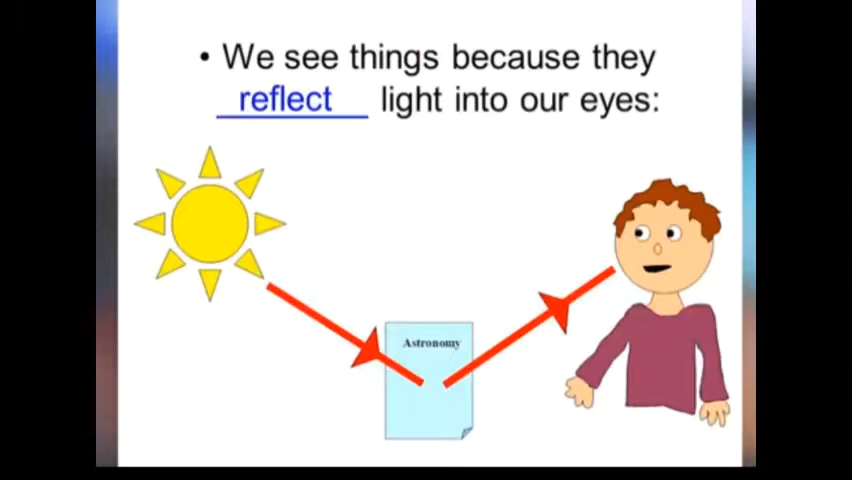 • We see things because they
reflect light into our eyes:
Astronomy